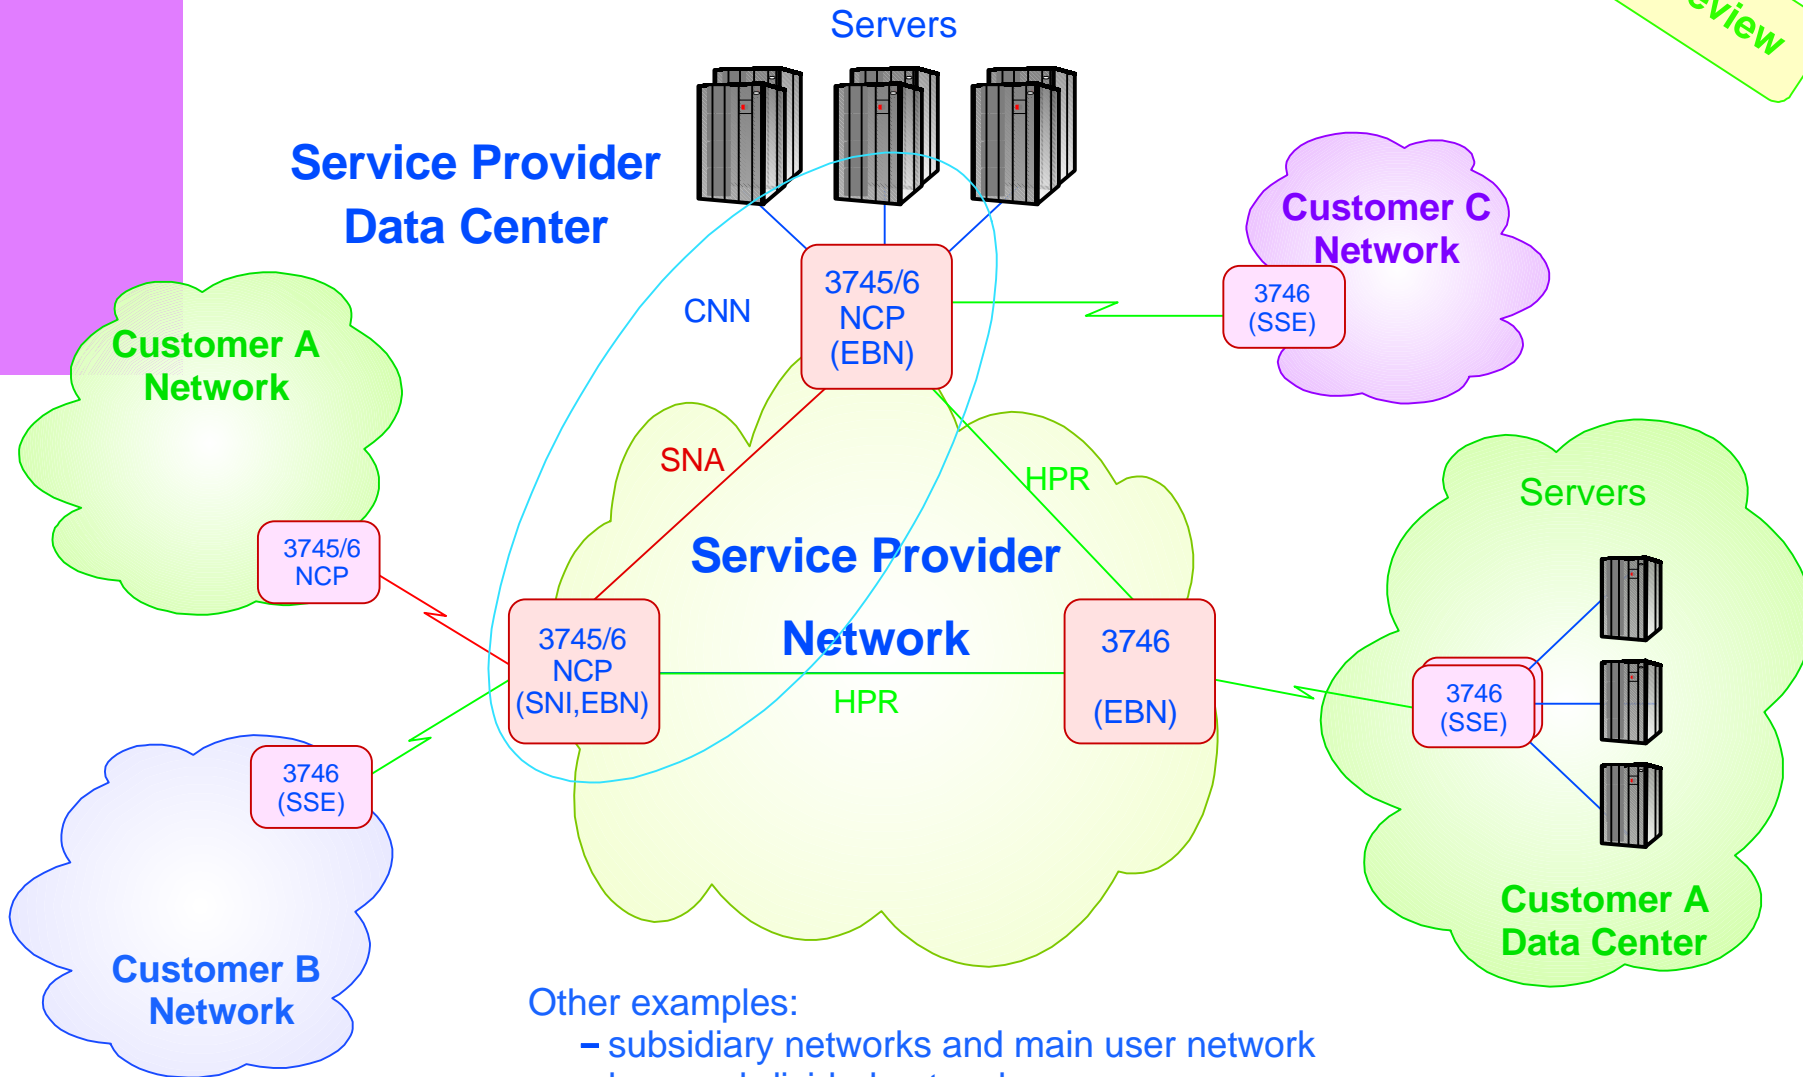 Servers
Service Provider
Data Center
Customer C
Network
3746
(SSE)
3745/6
NCP
(EBN)
CNN
Customer A
Network
3745/6
NCP
SNA
HPR
Servers
Service Provider
Network
3745/6
NCP
(SNI,EBN)
HPR
3746
(EBN)
3746
(SSE)
3746
(SSE)
Customer A
Data Center
Customer B
Network
Other examples:
– subsidiary networks and main user network